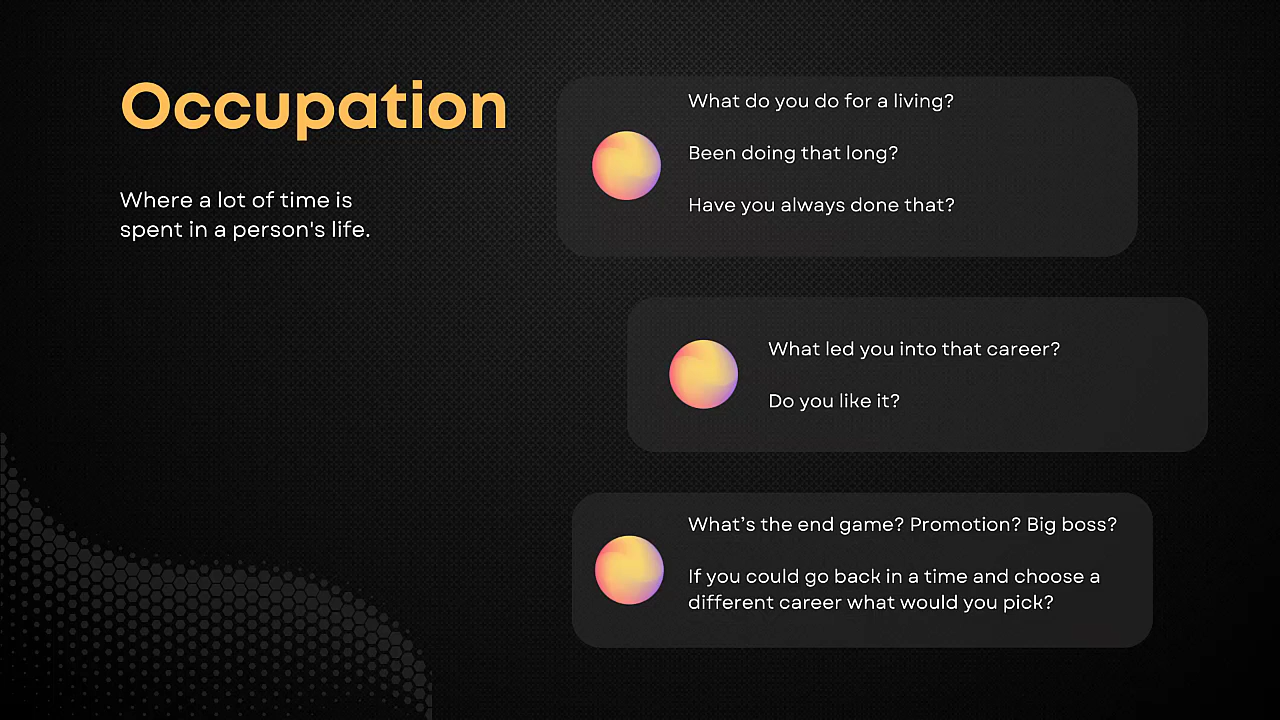 Occupation
Where a lot of time is
spent in a person's life.
What do you do for a living?
Been doing that long?
Have you always done that?
What led you into that career?
Do you like it?
What’s the end game? Promotion? Big boss?
If you could go back in a time and choose a
different career what would you pick?